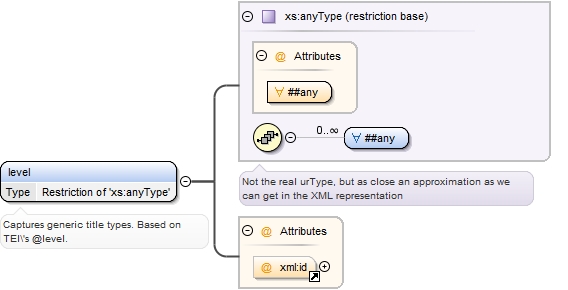 xs:anyType (restriction base)
@ Attributes
∀ ##any
0..∞
∀ ##any
level
Type Restriction of 'xs:anyType'
Captures generic title types. Based on
TEI\'s @level.
Not the real urType, but as close an approximation as we
can get in the XML representation
@ Attributes
@ xml:id